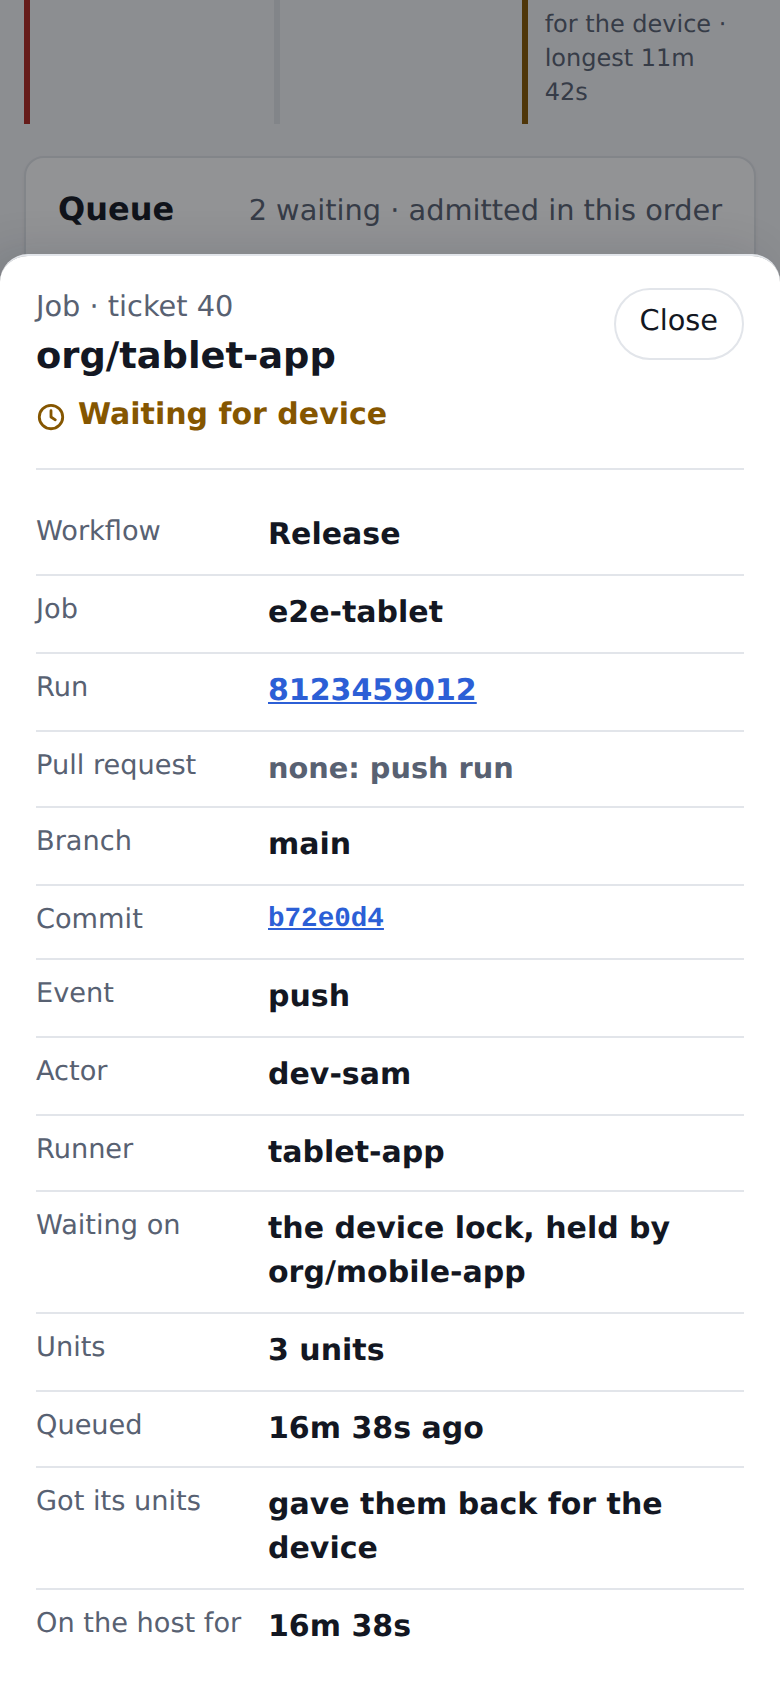 for the device ·
longest 11m
42s
Queue 2 waiting · admitted in this order
Job · ticket 40
Close
org/tablet-app
Waiting for device
Workflow Release
Job e2e-tablet
Run 8123459012
Pull request none: push run
Branch main
Commit b72e0d4
Event push
Actor dev-sam
Runner tablet-app
Waiting on the device lock, held by
org/mobile-app
Units 3 units
Queued 16m 38s ago
Got its units gave them back for the
device
On the host for 16m 38s